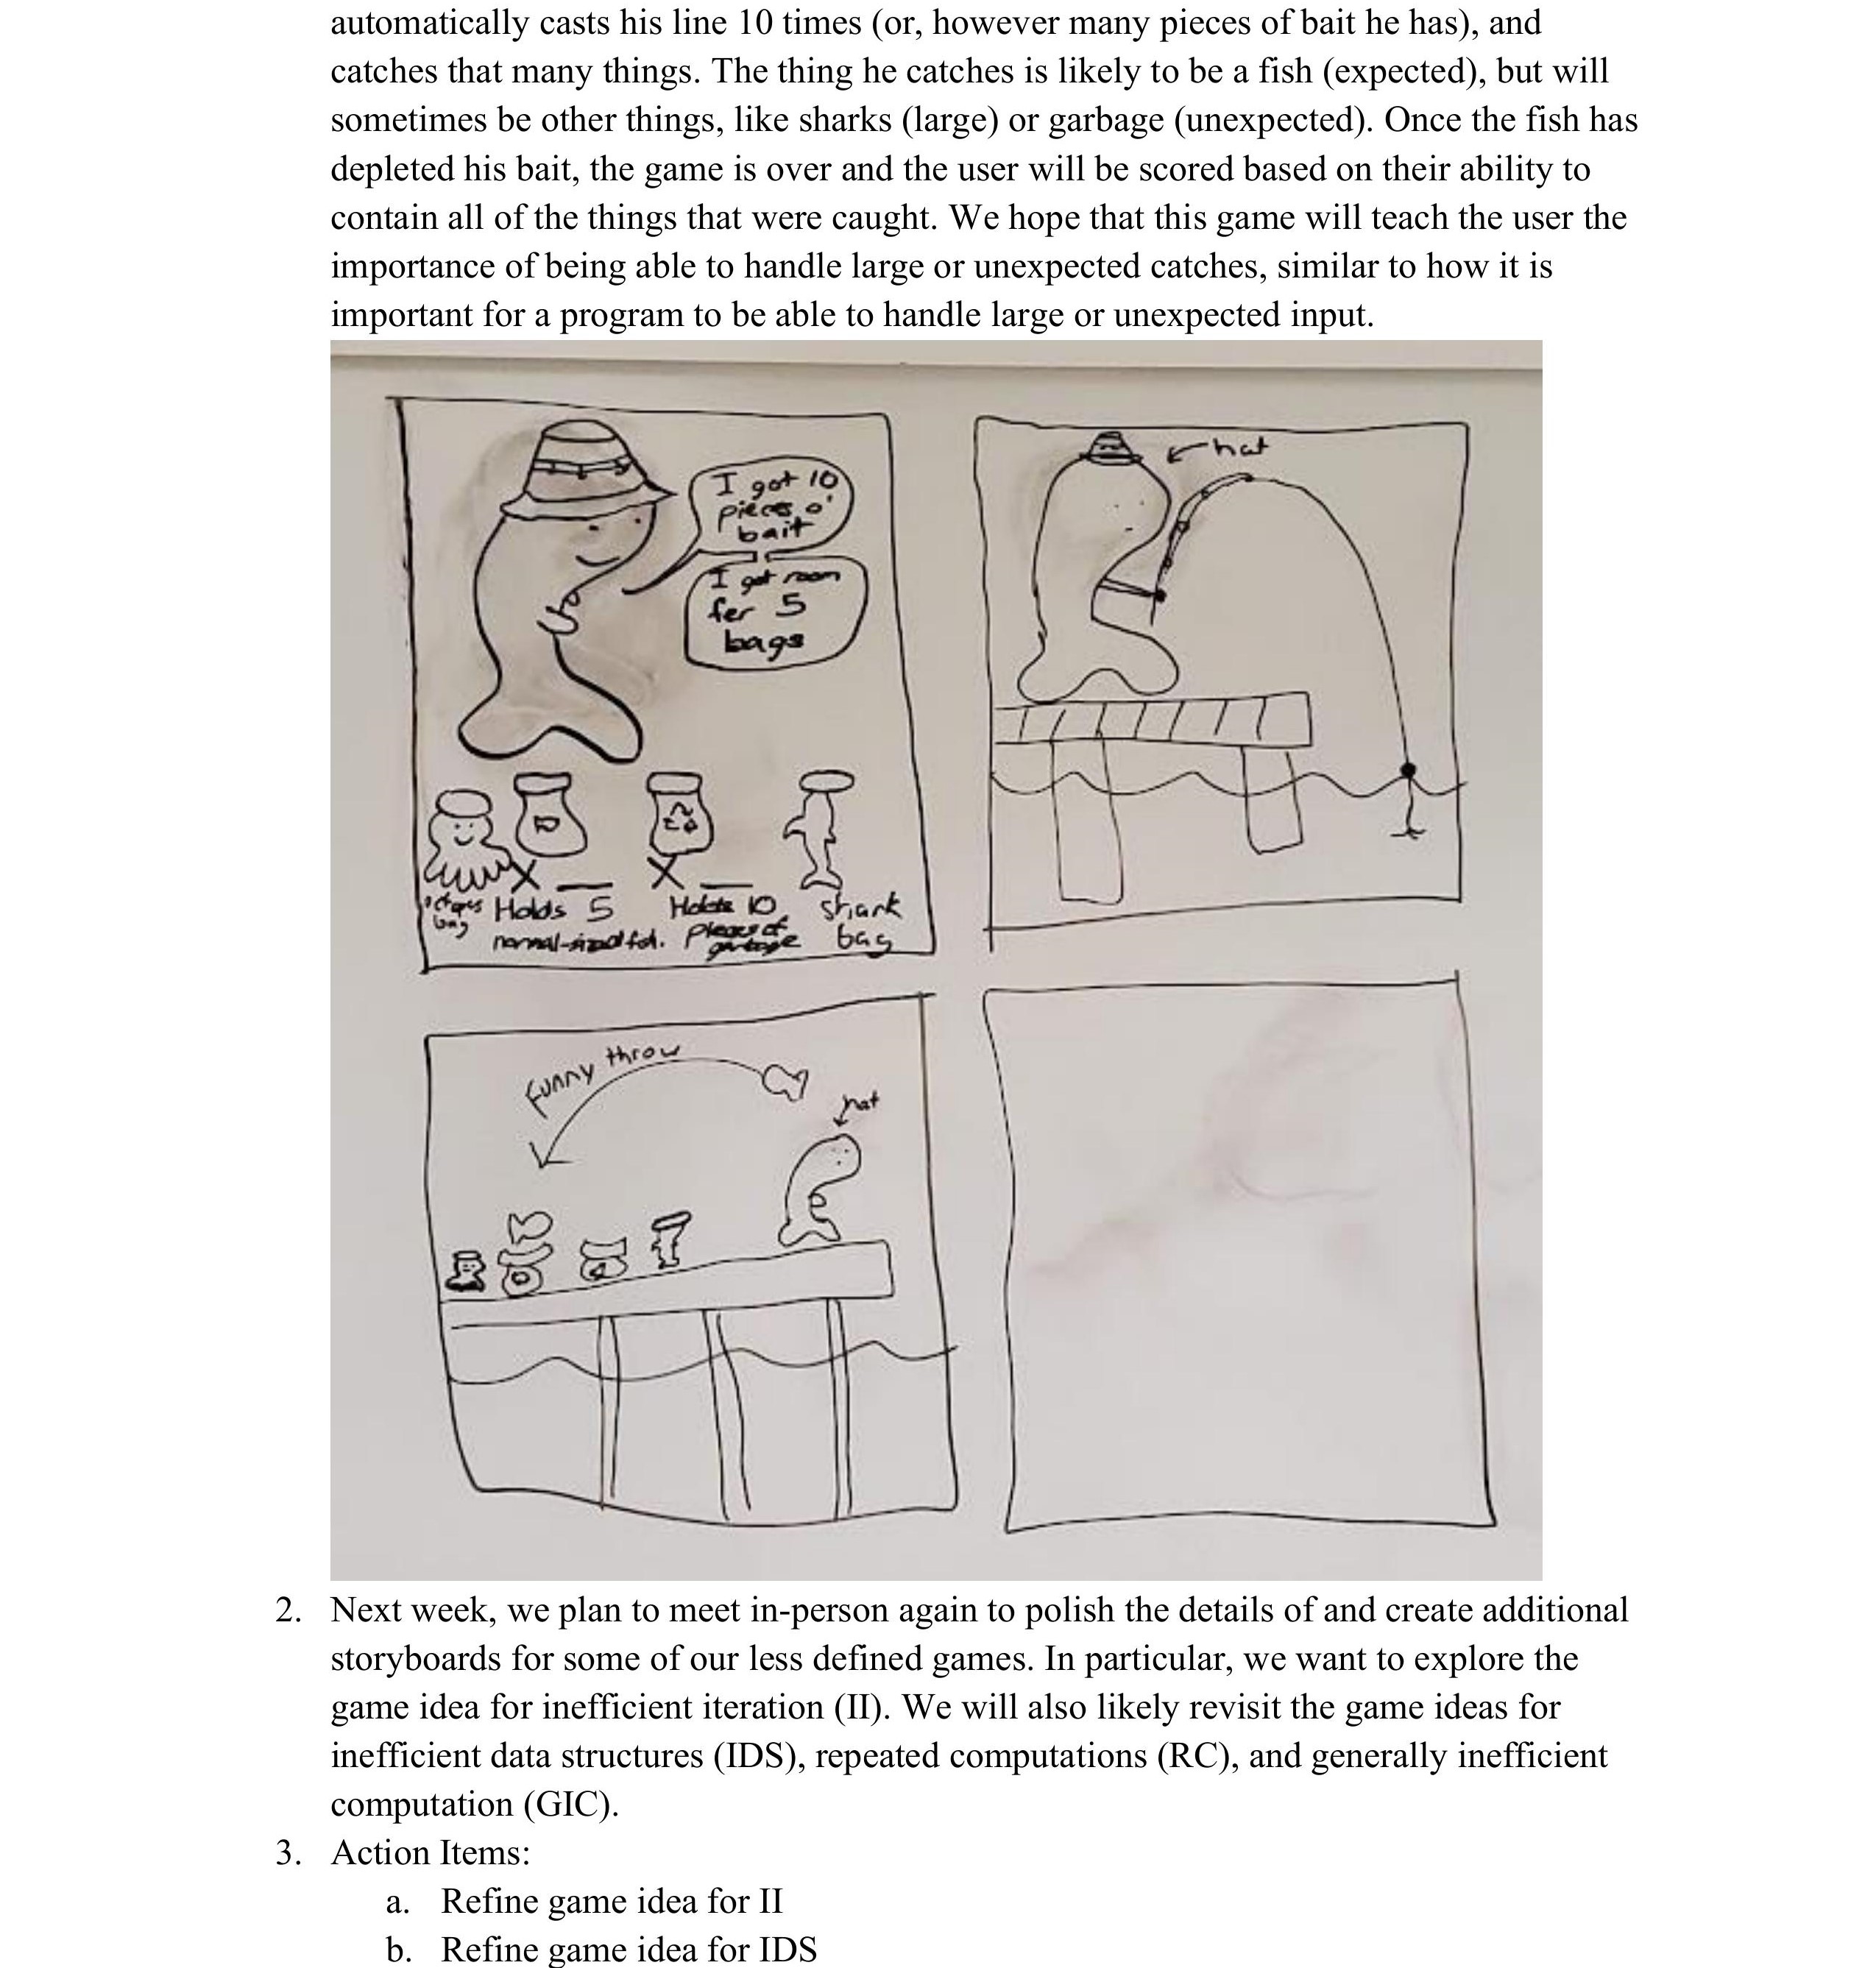 automatically casts his line 10 times (or, however many pieces of bait he has), and
catches that many things. The thing he catches is likely to be a fish (expected), but will
sometimes be other things, like sharks (large) or garbage (unexpected). Once the fish has
depleted his bait, the game is over and the user will be scored based on their ability to
contain all of the things that were caught. We hope that this game will teach the user the
importance of being able to handle large or unexpected catches, similar to how it is
important for a program to be able to handle large or unexpected input.
I got 10
pieces o'
bait
I got room
fer 5
bags
octopus
bag
X __
Holds 5
normal-sized fish.
X __
Holds 10
pieces of
garbage
shark
bag
hat
funny throw
hat
2. Next week, we plan to meet in-person again to polish the details of and create additional
storyboards for some of our less defined games. In particular, we want to explore the
game idea for inefficient iteration (II). We will also likely revisit the game ideas for
inefficient data structures (IDS), repeated computations (RC), and generally inefficient
computation (GIC).
3. Action Items:
a. Refine game idea for II
b. Refine game idea for IDS